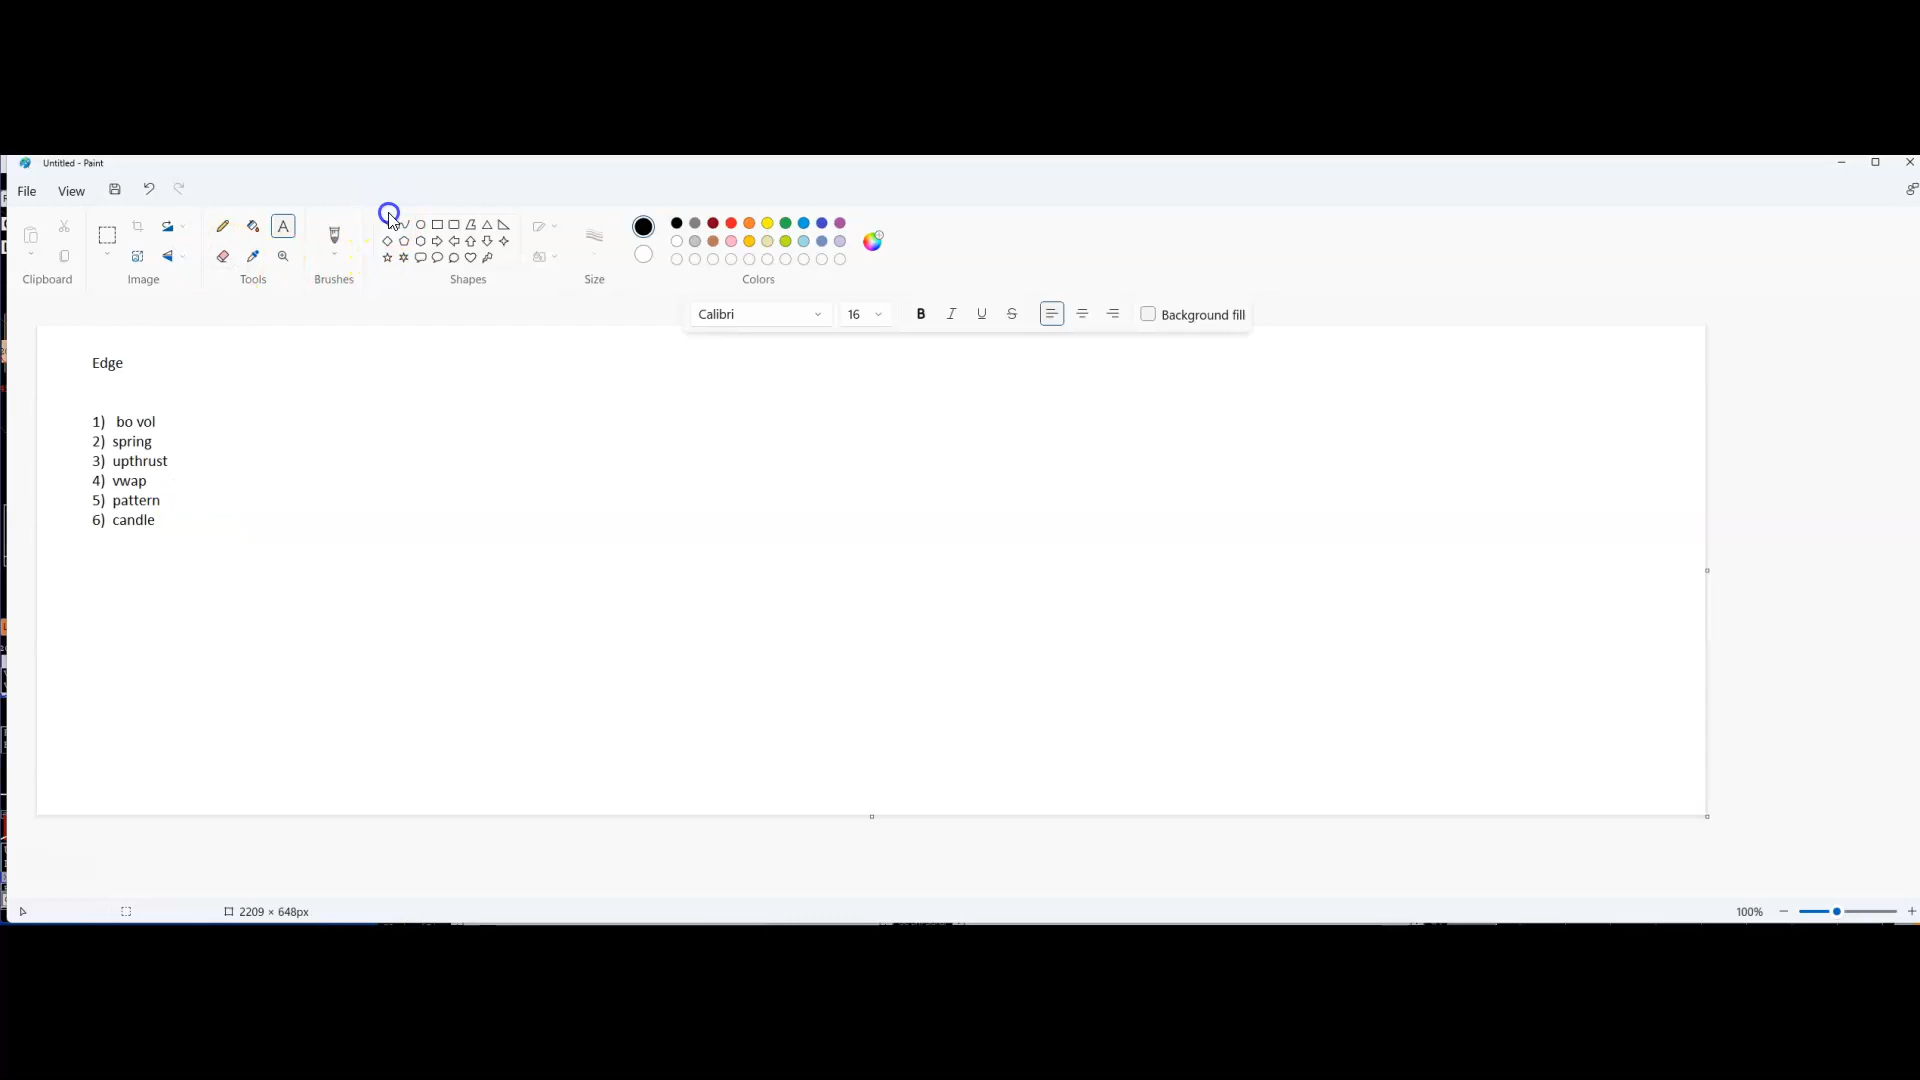 Untitled - Paint
File View
Clipboard Image Tools Brushes Shapes Size Colors
Calibri 16 B I U S Background fill
Edge
1) bo vol
2) spring
3) upthrust
4) vwap
5) pattern
6) candle
2209 × 648px 100%